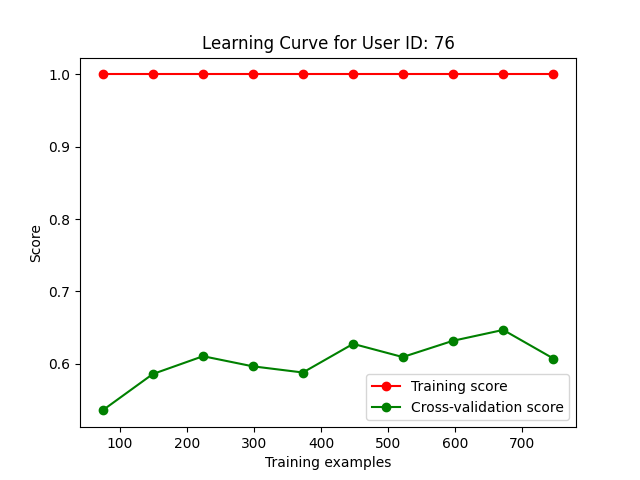 Learning Curve for User ID: 76
1.0
0.9
0.8
0.7
0.6
Score
100 200 300 400 500 600 700
Training examples
Training score
Cross-validation score